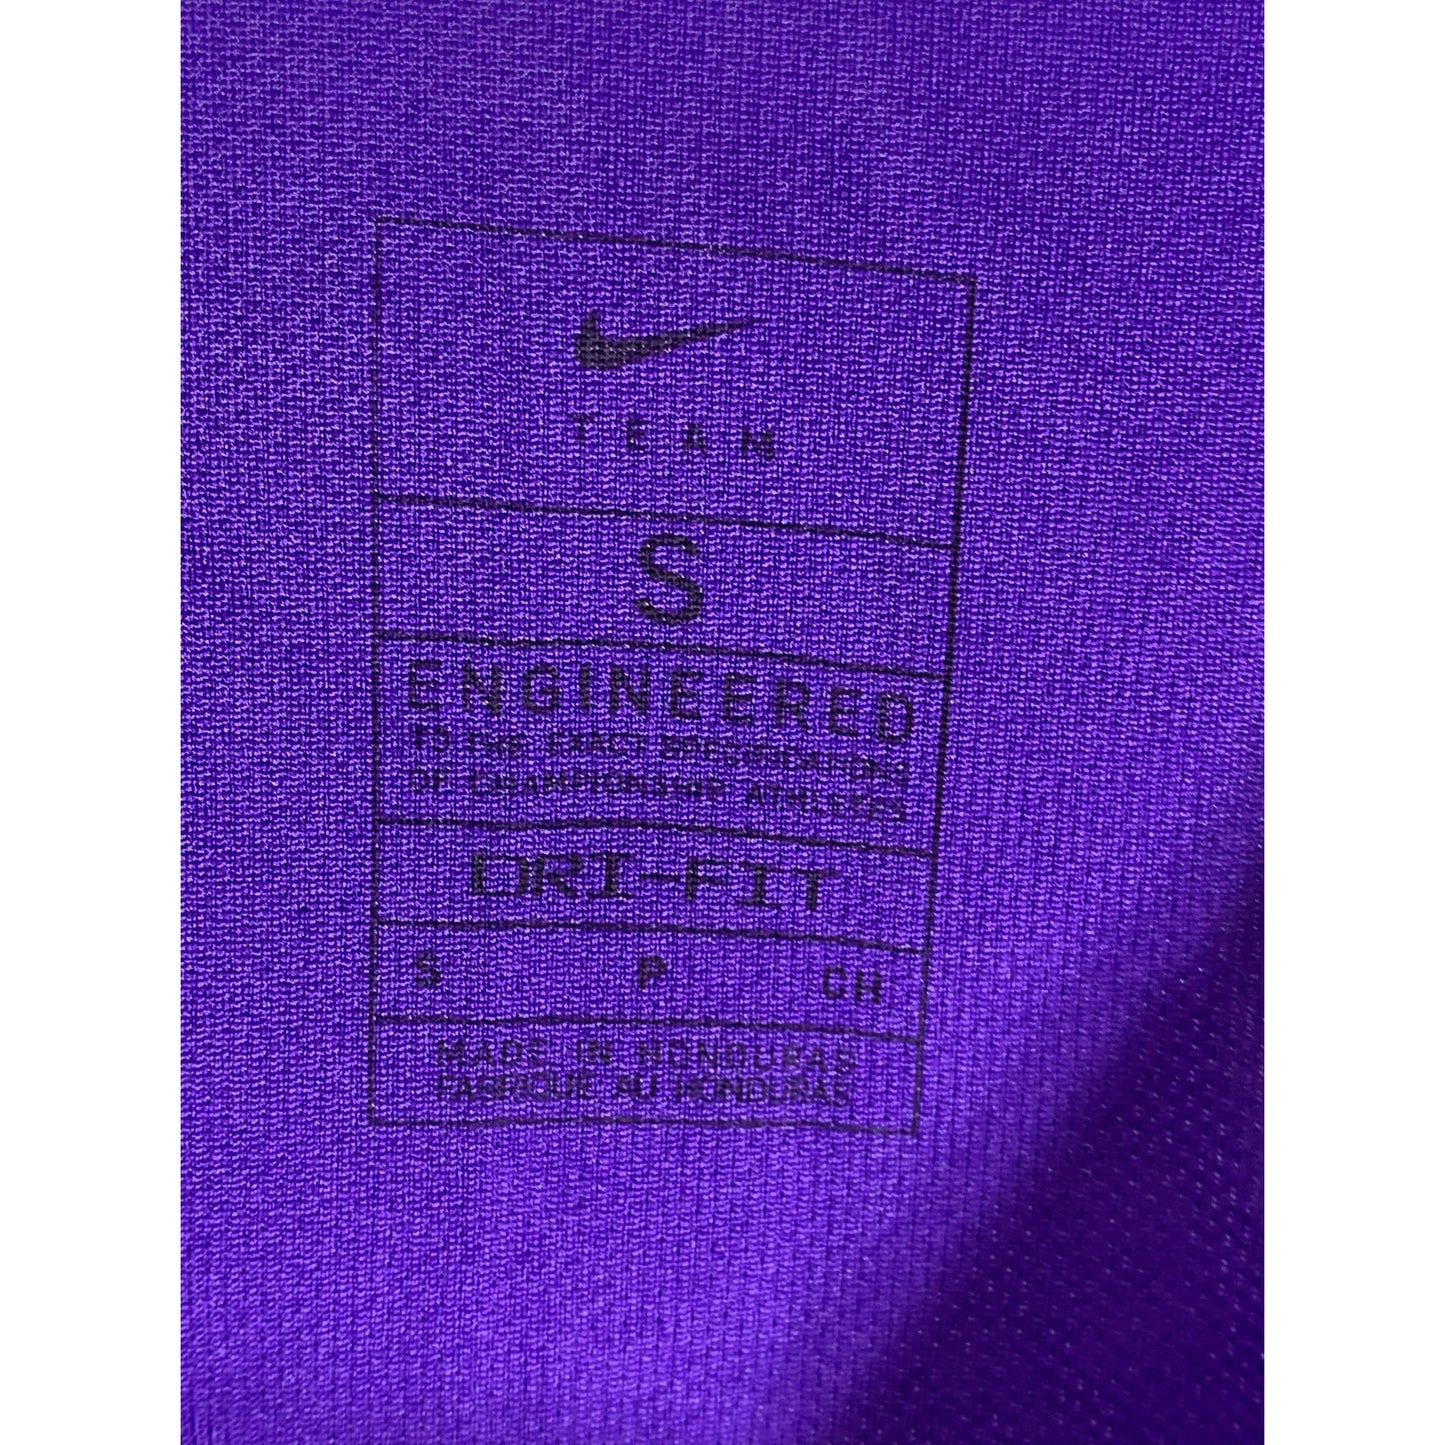 TEAM
S
ENGINEERED
TO THE EXACT SPECIFICATIONS
OF CHAMPIONSHIP ATHLETES
DRI-FIT
S P CH
MADE IN HONDURAS
FABRIQUE AU HONDURAS